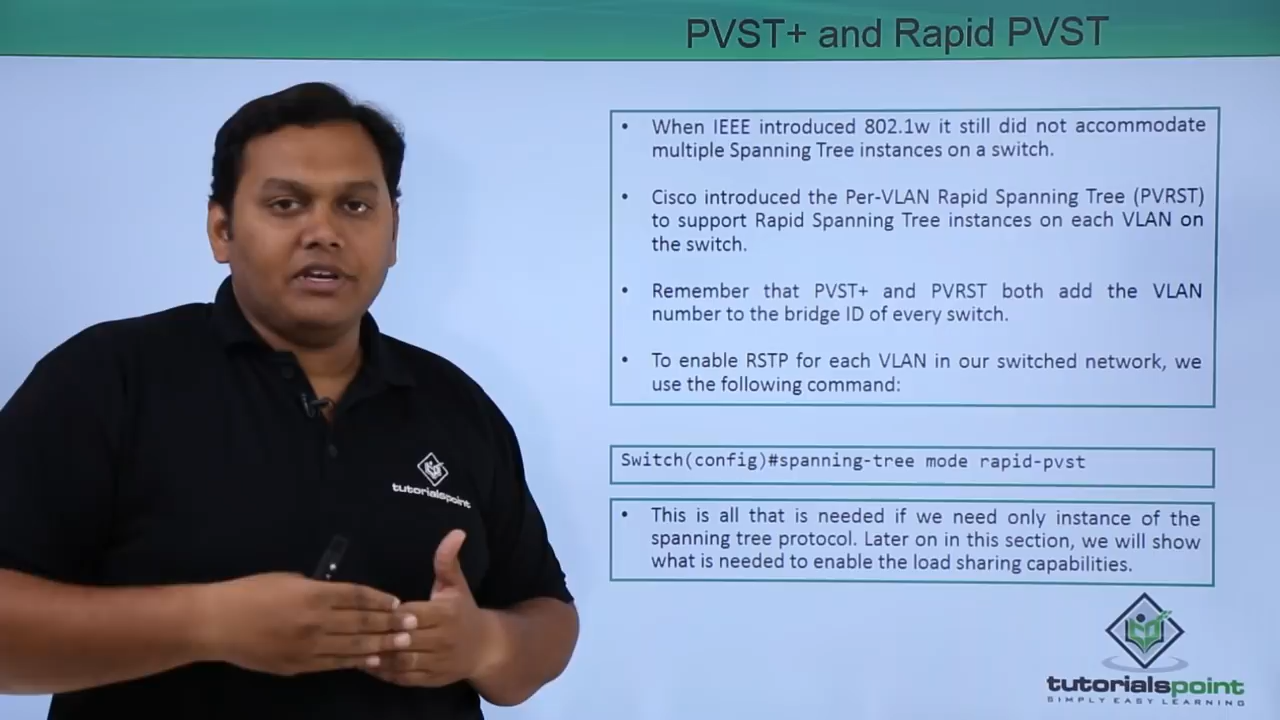 PVST+ and Rapid PVST
• When IEEE introduced 802.1w it still did not accommodate
multiple Spanning Tree instances on a switch.
• Cisco introduced the Per-VLAN Rapid Spanning Tree (PVRST)
to support Rapid Spanning Tree instances on each VLAN on
the switch.
• Remember that PVST+ and PVRST both add the VLAN
number to the bridge ID of every switch.
• To enable RSTP for each VLAN in our switched network, we
use the following command:
Switch(config)#spanning-tree mode rapid-pvst
• This is all that is needed if we need only instance of the
spanning tree protocol. Later on in this section, we will show
what is needed to enable the load sharing capabilities.
tutorialspoint
tutorialspoint
SIMPLY EASY LEARNING